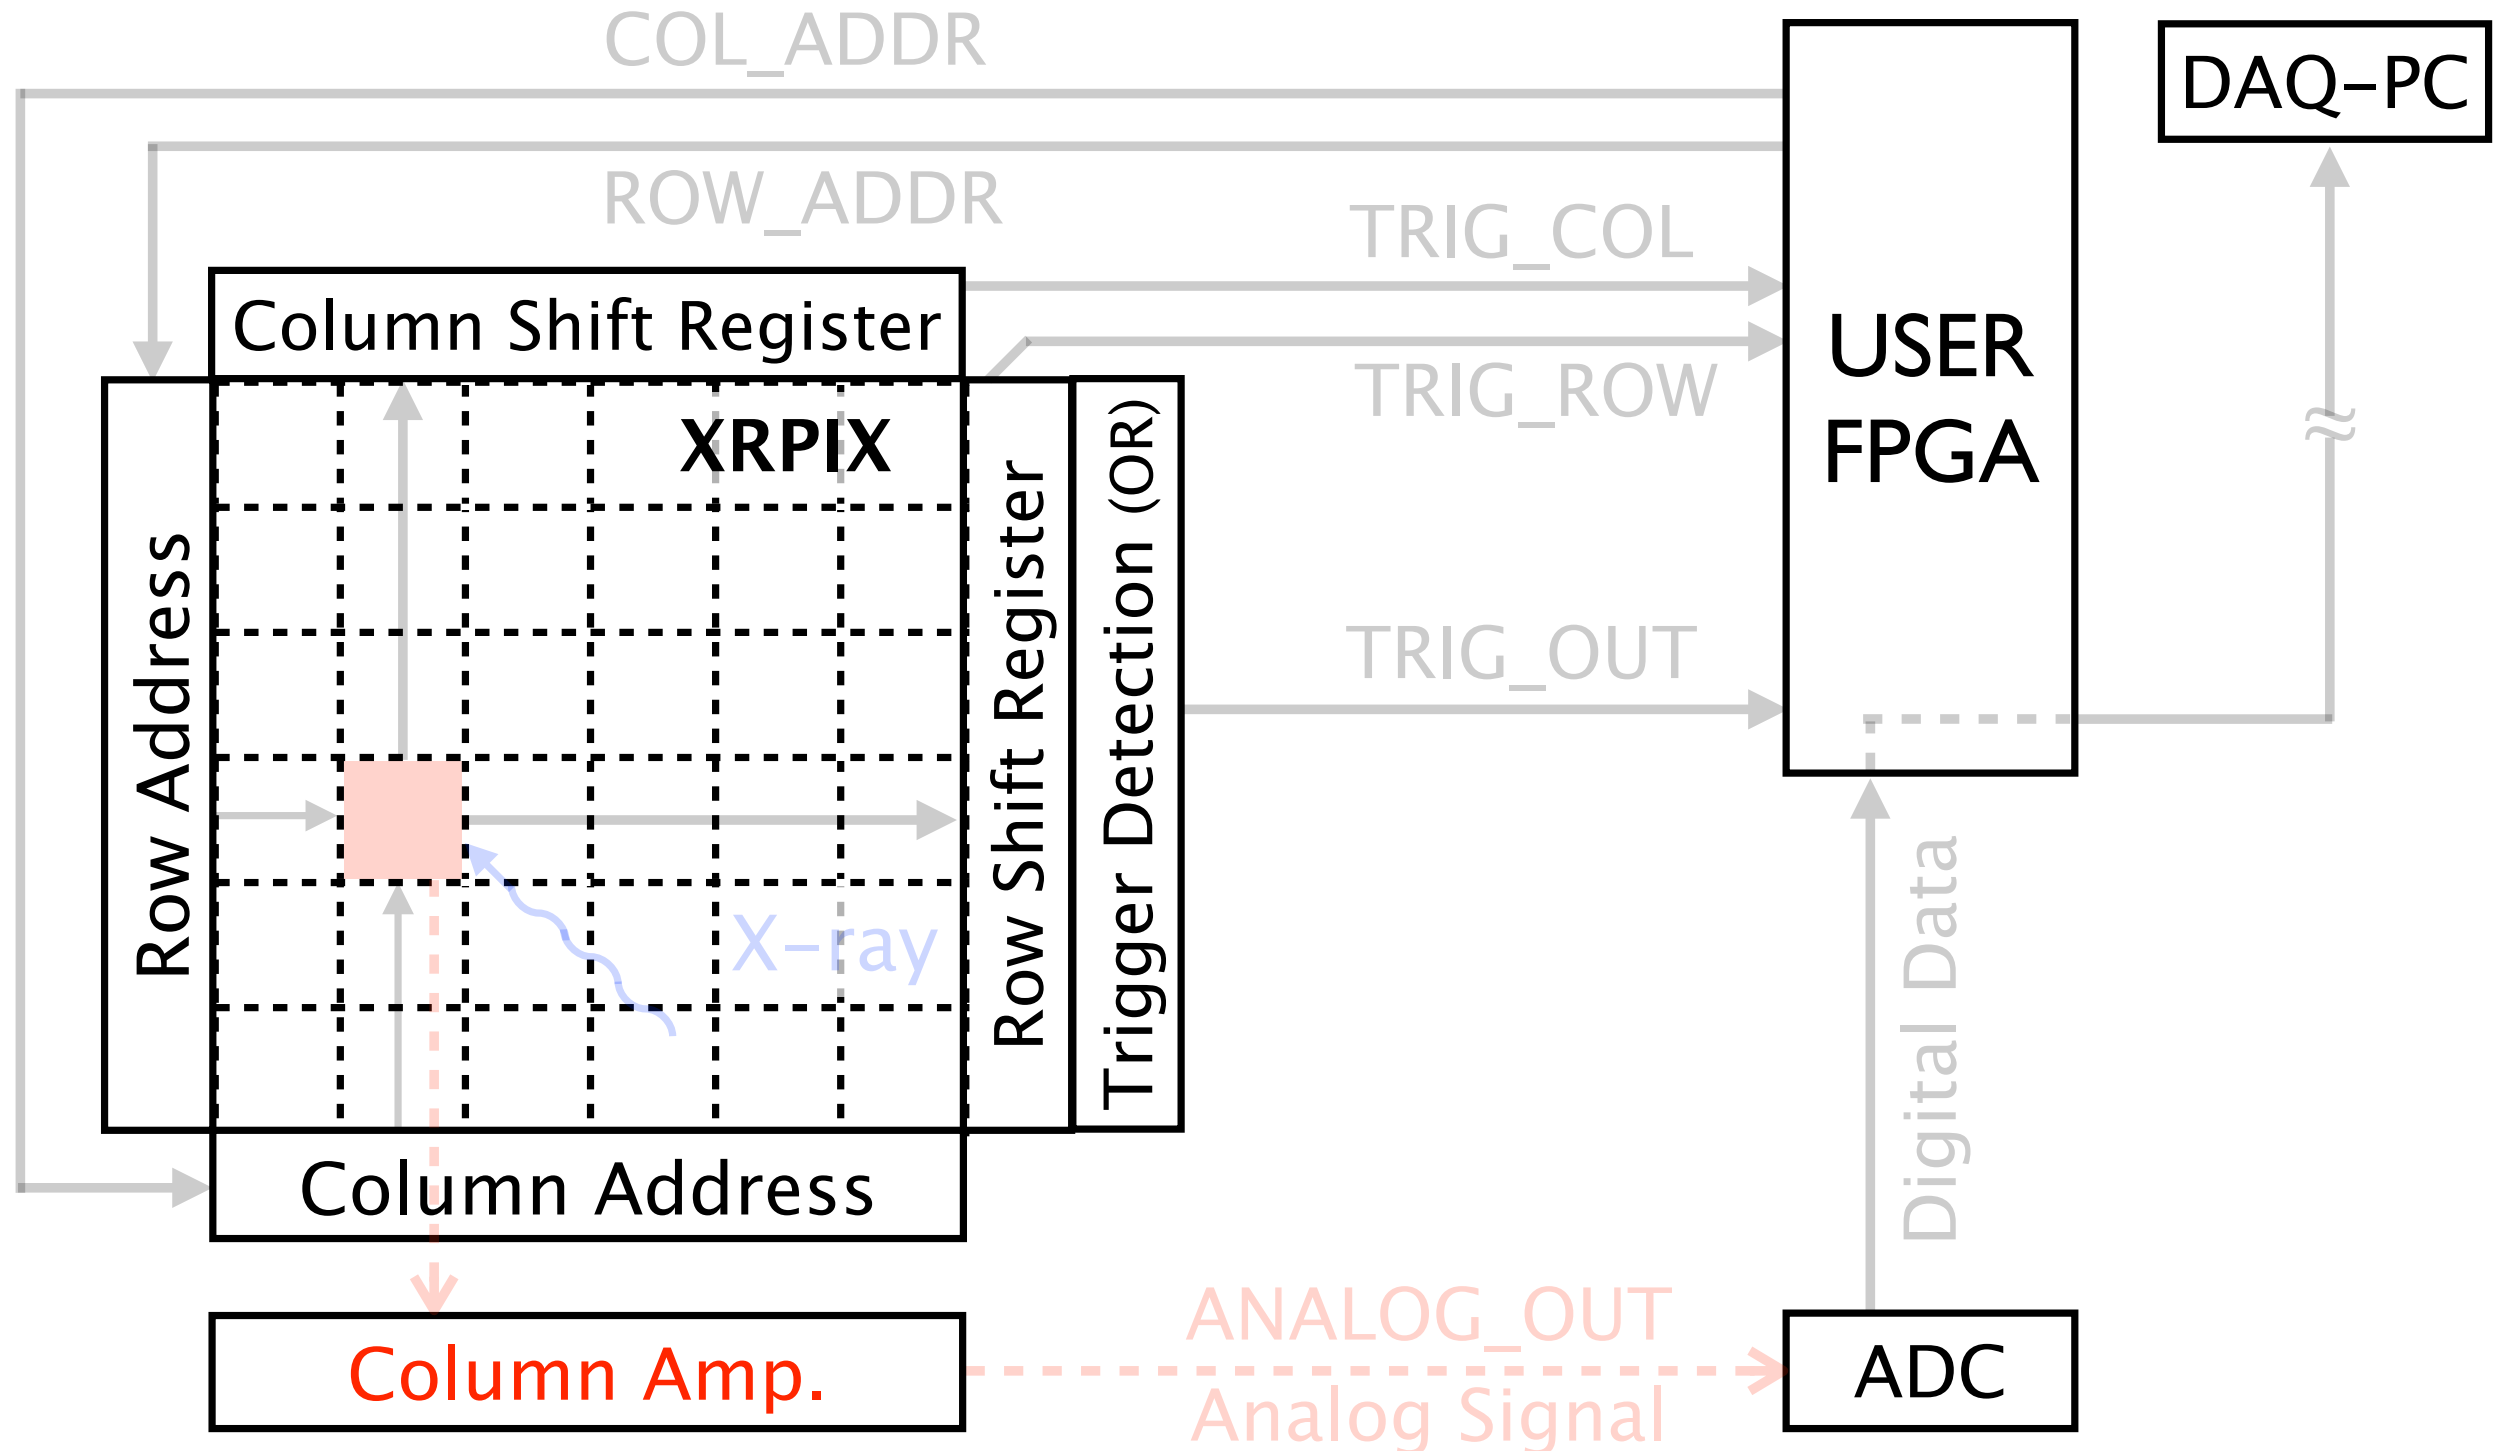 COL_ADDR
DAQ-PC
ROW_ADDR
TRIG_COL
Column Shift Register
USER
FPGA
TRIG_ROW
XRPIX
Row Address
Row Shift Register
Trigger Detection (OR)
TRIG_OUT
X-ray
Digital Data
Column Address
ANALOG_OUT
Column Amp.
ADC
Analog Signal